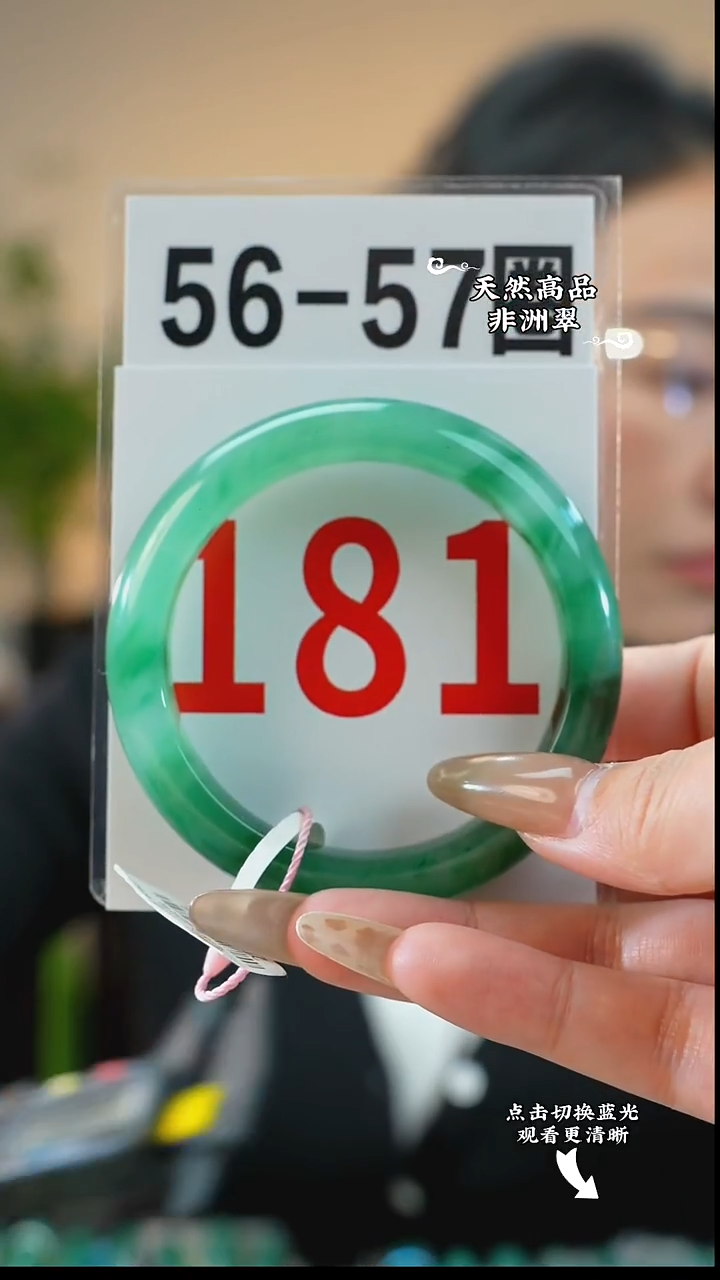 56-57圈
天然高品
非洲翠
181
点击切换蓝光
观看更清晰